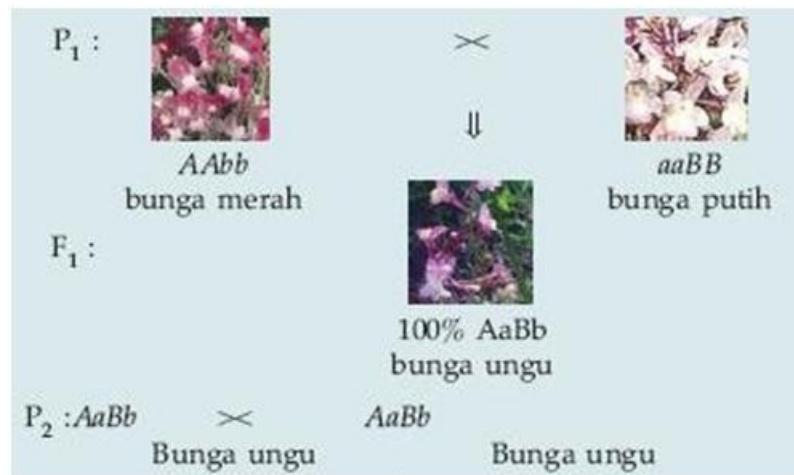 P₁ : ×
⇓
AAbb aaBB
bunga merah bunga putih
F₁ :
100% AaBb
bunga ungu
P₂ :AaBb × AaBb
Bunga ungu Bunga ungu